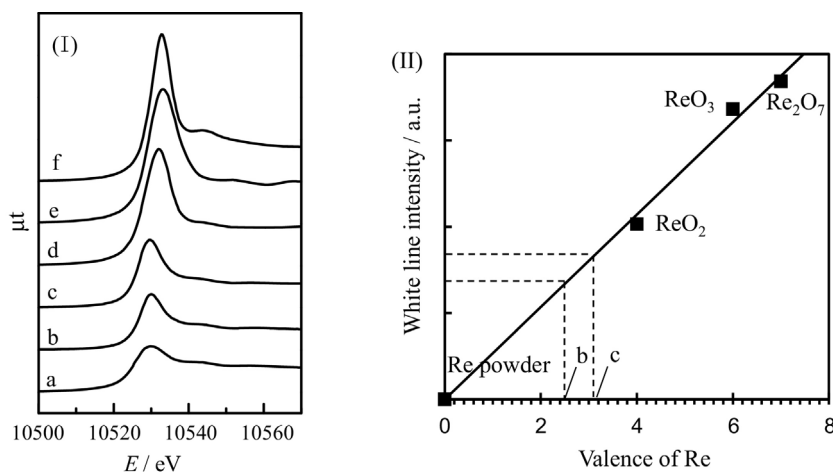 (I)
f
e
d
c
b
a
μt
10500 10520 10540 10560
E / eV
(II)
ReO₃
Re₂O₇
ReO₂
Re powder
b
c
White line intensity / a.u.
0 2 4 6 8
Valence of Re